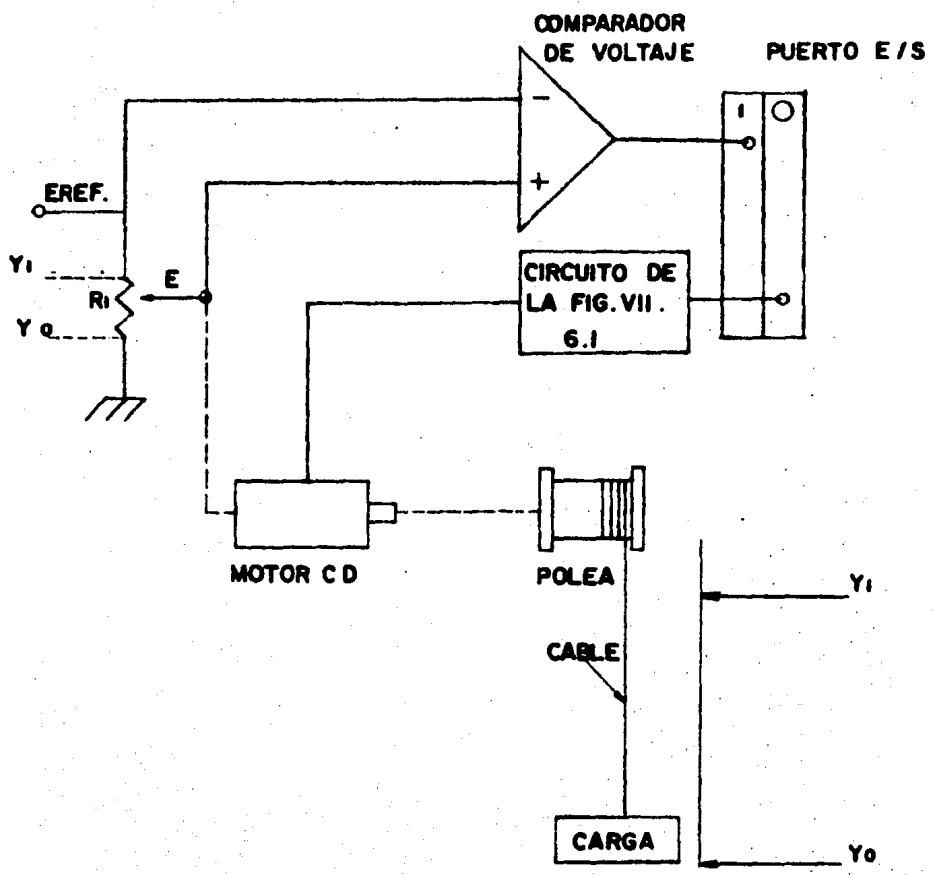 COMPARADOR
DE VOLTAJE
PUERTO E/S
-
+
1
O
EREF.
Y1
R1
E
Y0
CIRCUITO DE
LA FIG. VII.
6.1
MOTOR CD
POLEA
Y1
CABLE
CARGA
Y0